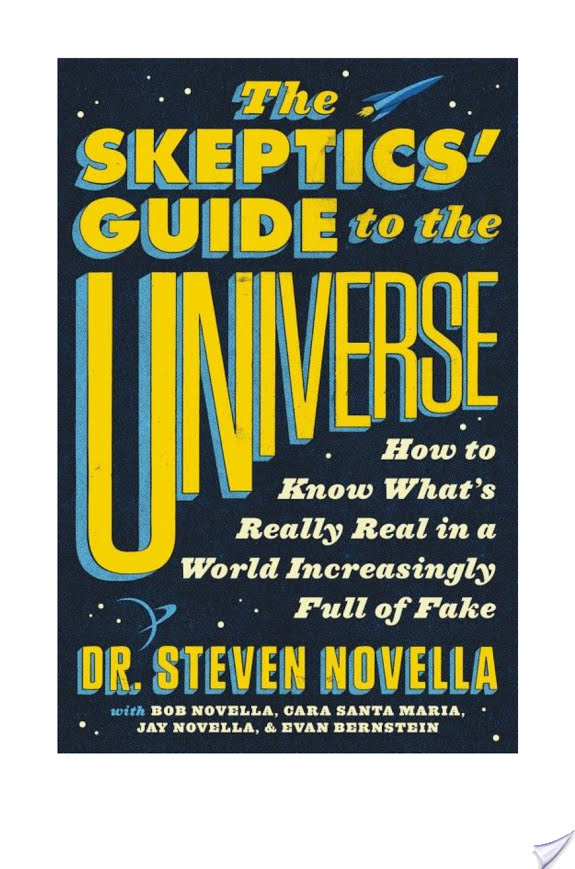 The
SKEPTICS'
GUIDE to the
UNIVERSE
How to
Know What's
Really Real in a
World Increasingly
Full of Fake
DR. STEVEN NOVELLA
with BOB NOVELLA, CARA SANTA MARIA,
JAY NOVELLA, & EVAN BERNSTEIN